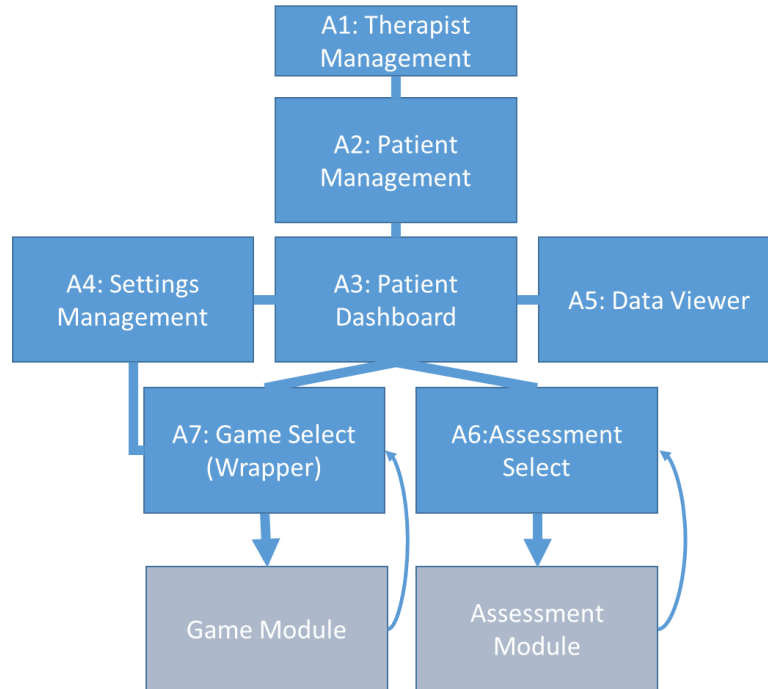 A1: Therapist
Management
A2: Patient
Management
A4: Settings
Management
A3: Patient
Dashboard
A5: Data Viewer
A7: Game Select
(Wrapper)
A6:Assessment
Select
Game Module
Assessment
Module